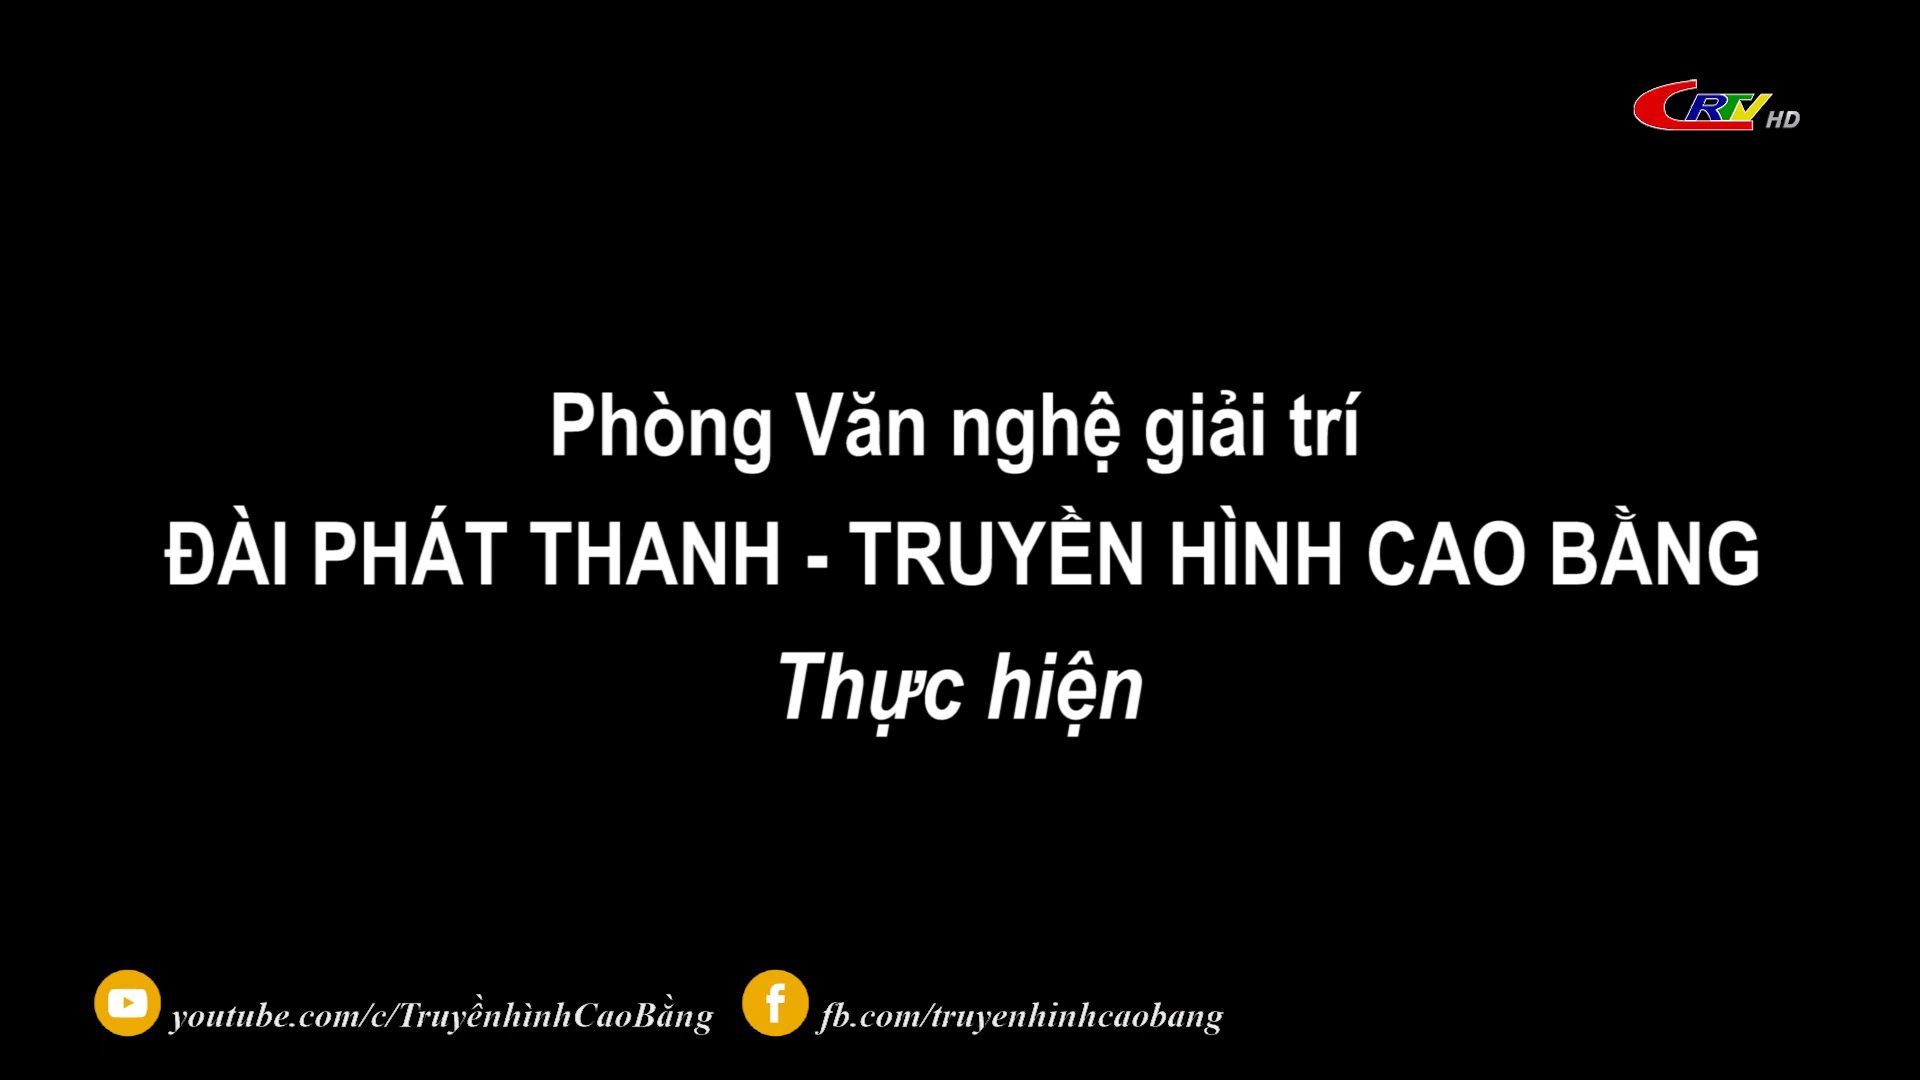 CRTV HD
Phòng Văn nghệ giải trí
ĐÀI PHÁT THANH - TRUYỀN HÌNH CAO BẰNG
Thực hiện
youtube.com/c/TruyềnhìnhCaoBằng
fb.com/truyenhinhcaobang